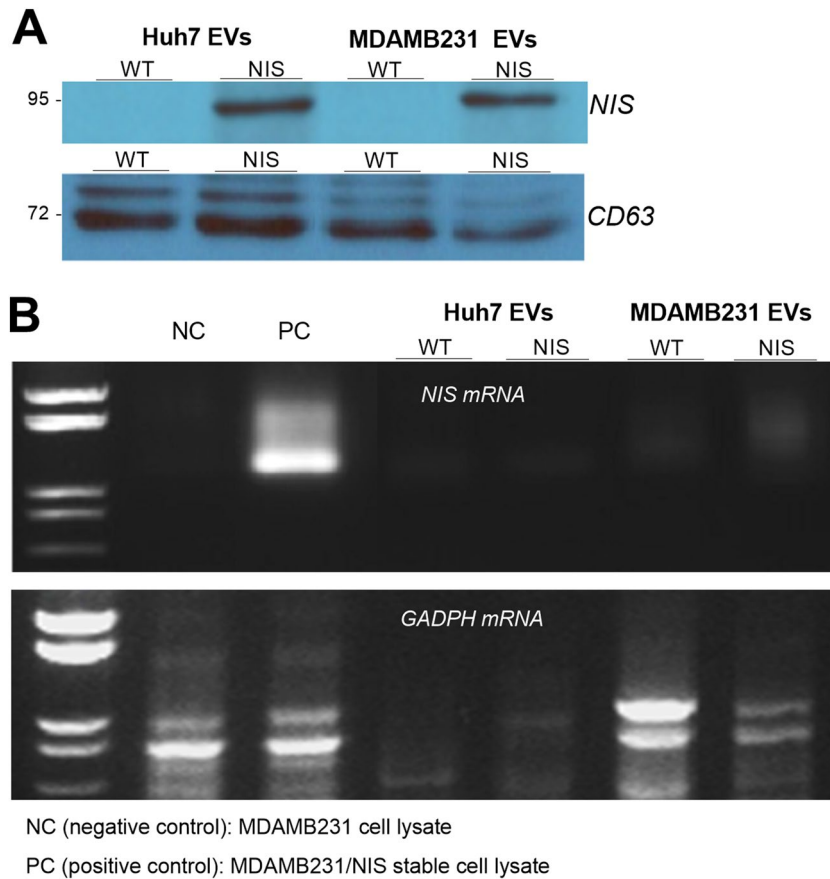 A
Huh7 EVs MDAMB231 EVs
WT NIS WT NIS
95 - NIS
WT NIS WT NIS
72 - CD63
B
Huh7 EVs MDAMB231 EVs
NC PC WT NIS WT NIS
NIS mRNA
GADPH mRNA
NC (negative control): MDAMB231 cell lysate
PC (positive control): MDAMB231/NIS stable cell lysate